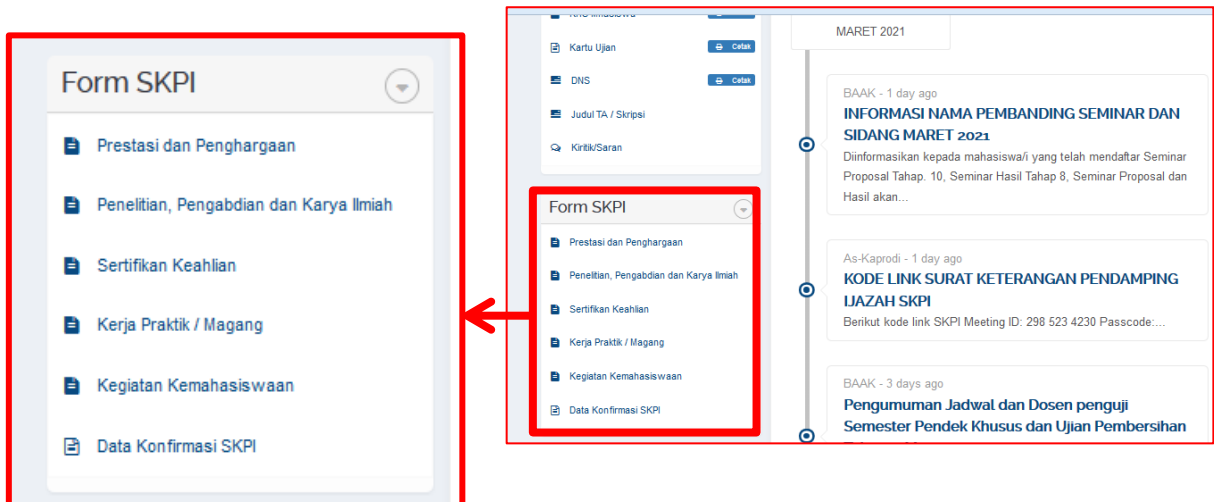 Form SKPI
Prestasi dan Penghargaan
Penelitian, Pengabdian dan Karya Ilmiah
Sertifikan Keahlian
Kerja Praktik / Magang
Kegiatan Kemahasiswaan
Data Konfirmasi SKPI
Kartu Ujian Cetak
DNS Cetak
Judul TA / Skripsi
Kiritik/Saran
Form SKPI
Prestasi dan Penghargaan
Penelitian, Pengabdian dan Karya Ilmiah
Sertifikan Keahlian
Kerja Praktik / Magang
Kegiatan Kemahasiswaan
Data Konfirmasi SKPI
MARET 2021
BAAK - 1 day ago
INFORMASI NAMA PEMBANDING SEMINAR DAN
SIDANG MARET 2021
Diinformasikan kepada mahasiswa/i yang telah mendaftar Seminar
Proposal Tahap. 10, Seminar Hasil Tahap 8, Seminar Proposal dan
Hasil akan...
As-Kaprodi - 1 day ago
KODE LINK SURAT KETERANGAN PENDAMPING
IJAZAH SKPI
Berikut kode link SKPI Meeting ID: 298 523 4230 Passcode:...
BAAK - 3 days ago
Pengumuman Jadwal dan Dosen penguji
Semester Pendek Khusus dan Ujian Pembersihan